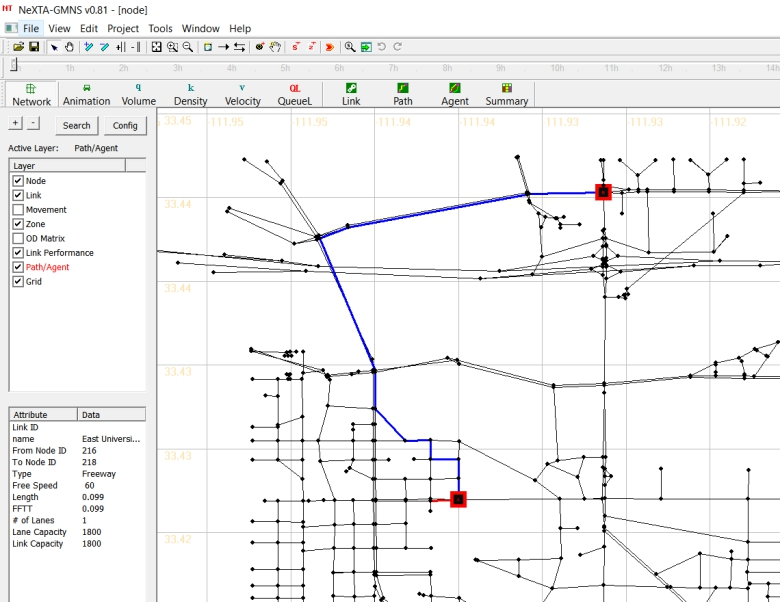 NeXTA-GMNS v0.81 - [node]
File View Edit Project Tools Window Help
1h 2h 3h 4h 5h 6h 7h 8h 9h 10h 11h 12h 13h 14h
Network Animation Volume Density Velocity QueueL Link Path Agent Summary
+ - Search Config
Active Layer: Path/Agent
Layer
Node
Link
Movement
Zone
OD Matrix
Link Performance
Path/Agent
Grid
Attribute Data
Link ID
name East Universi...
From Node ID 216
To Node ID 218
Type Freeway
Free Speed 60
Length 0.099
FFTT 0.099
# of Lanes 1
Lane Capacity 1800
Link Capacity 1800
33.45 111.95 111.95 111.94 111.94 111.93 111.93 111.92
33.44
33.44
33.43
33.43
33.42